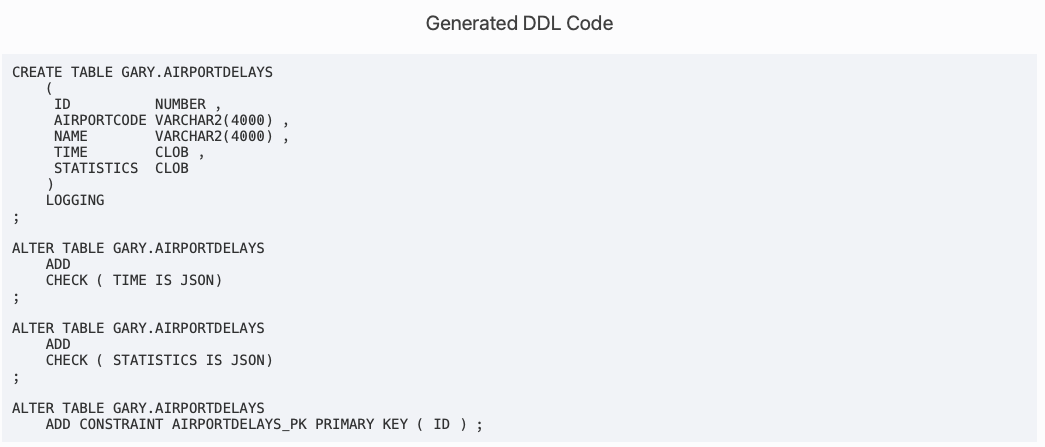 Generated DDL Code
CREATE TABLE GARY.AIRPORTDELAYS
    (
     ID          NUMBER ,
     AIRPORTCODE VARCHAR2(4000) ,
     NAME        VARCHAR2(4000) ,
     TIME        CLOB ,
     STATISTICS  CLOB
    )
    LOGGING
;
ALTER TABLE GARY.AIRPORTDELAYS
    ADD
    CHECK ( TIME IS JSON)
;
ALTER TABLE GARY.AIRPORTDELAYS
    ADD
    CHECK ( STATISTICS IS JSON)
;
ALTER TABLE GARY.AIRPORTDELAYS
    ADD CONSTRAINT AIRPORTDELAYS_PK PRIMARY KEY ( ID ) ;